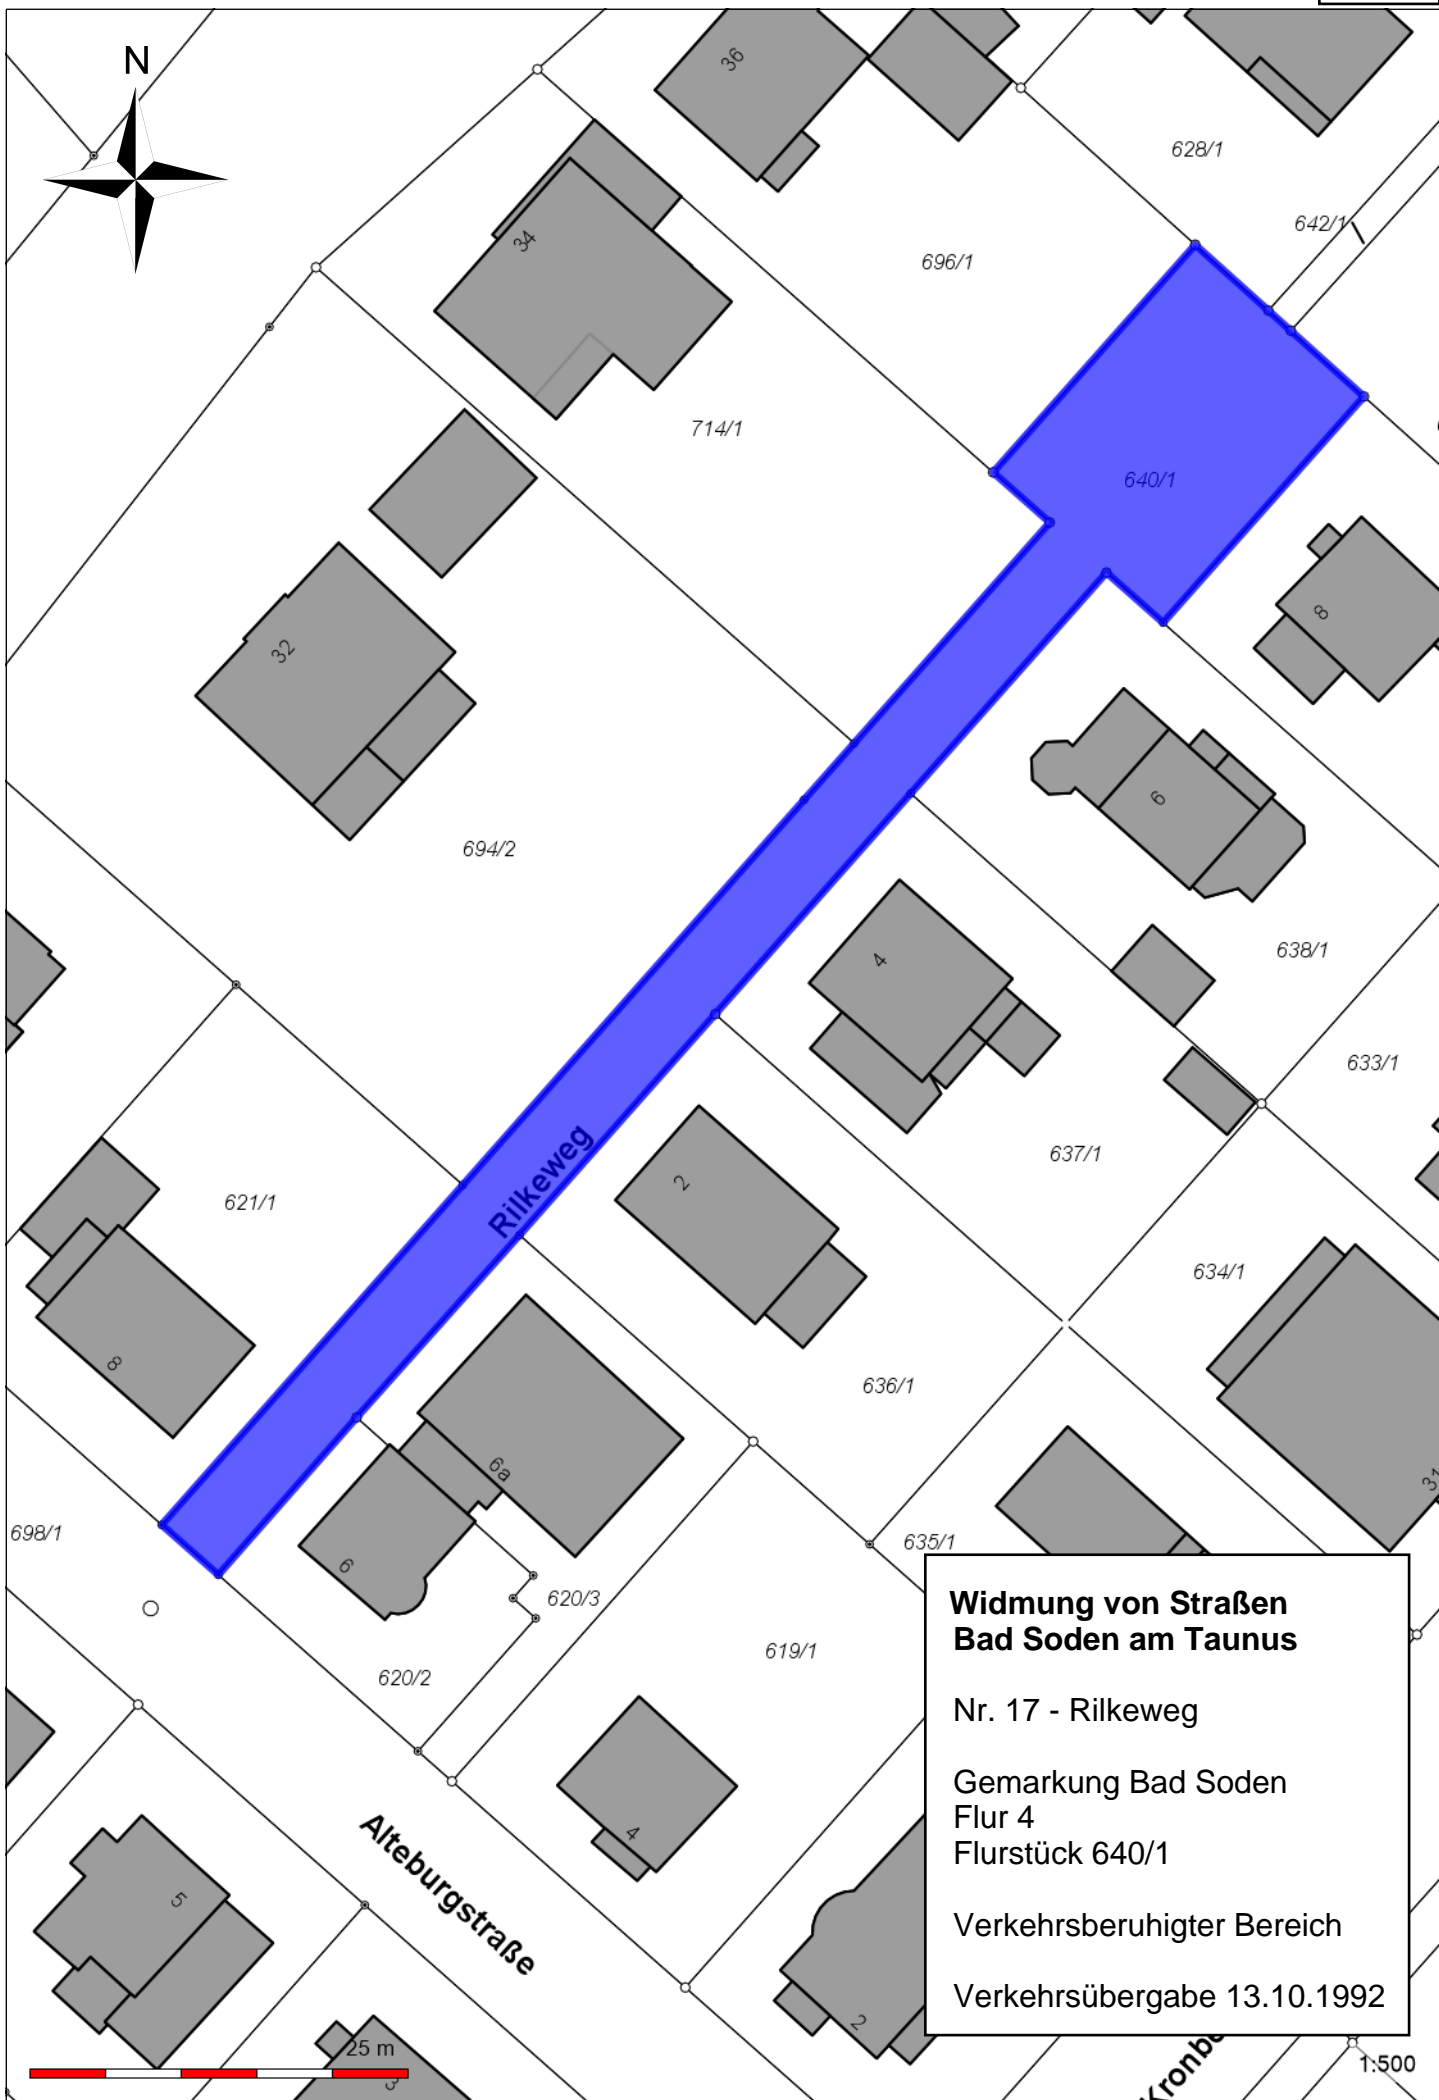 N
36
628/1
642/1
34
696/1
714/1
640/1
8
32
6
694/2
4
638/1
633/1
Rilkeweg
637/1
2
621/1
634/1
8
636/1
6a
31
698/1
635/1
6
620/3
619/1
620/2
4
Alteburgstraße
5
2
3
Widmung von Straßen
Bad Soden am Taunus
Nr. 17 - Rilkeweg
Gemarkung Bad Soden
Flur 4
Flurstück 640/1
Verkehrsberuhigter Bereich
Verkehrsübergabe 13.10.1992
25 m
1:500